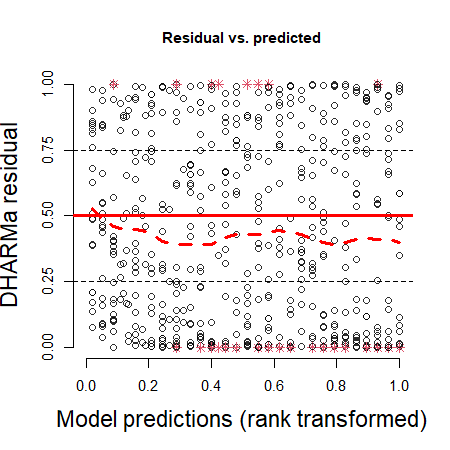 Residual vs. predicted
DHARMa residual
1.00
0.75
0.50
0.25
0.00
0.0 0.2 0.4 0.6 0.8 1.0
Model predictions (rank transformed)